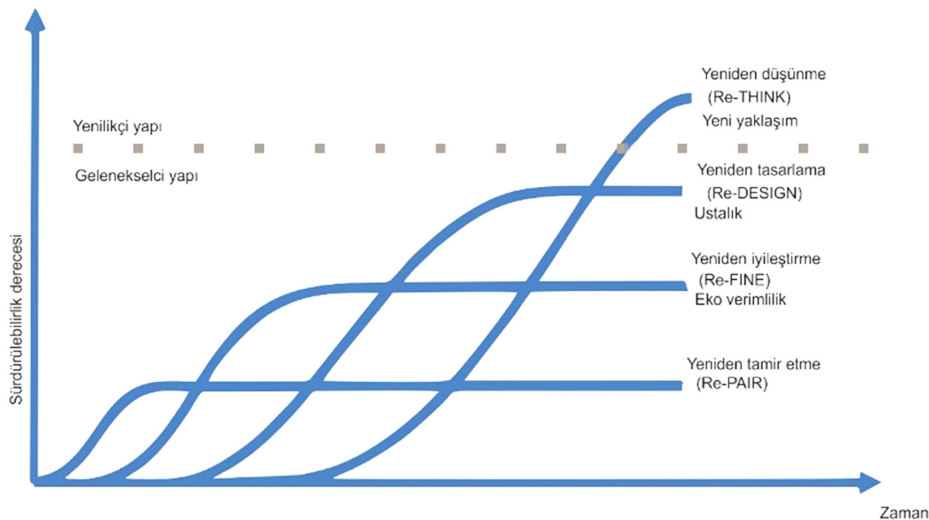 Yeniden düşünme
(Re-THINK)
Yeni yaklaşım
Yenilikçi yapı
Gelenekselci yapı
Yeniden tasarlama
(Re-DESIGN)
Ustalık
Yeniden iyileştirme
(Re-FINE)
Eko verimlilik
Yeniden tamir etme
(Re-PAIR)
Sürdürülebilirlik derecesi
Zaman